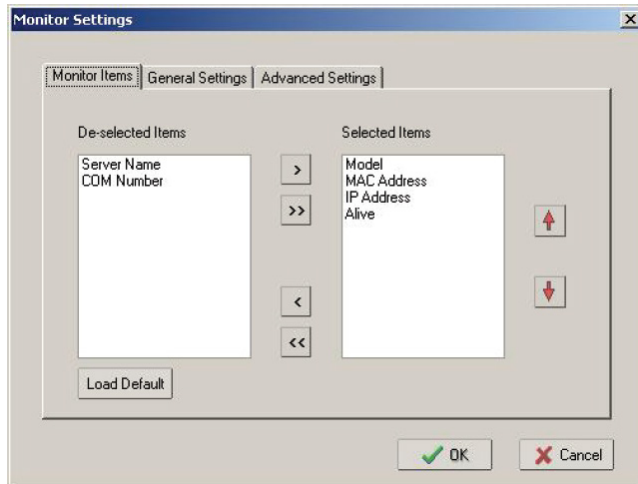 Monitor Settings
Monitor Items General Settings Advanced Settings
De-selected Items Selected Items
Server Name
COM Number
Model
MAC Address
IP Address
Alive
>
>>
<
<<
Load Default
OK Cancel